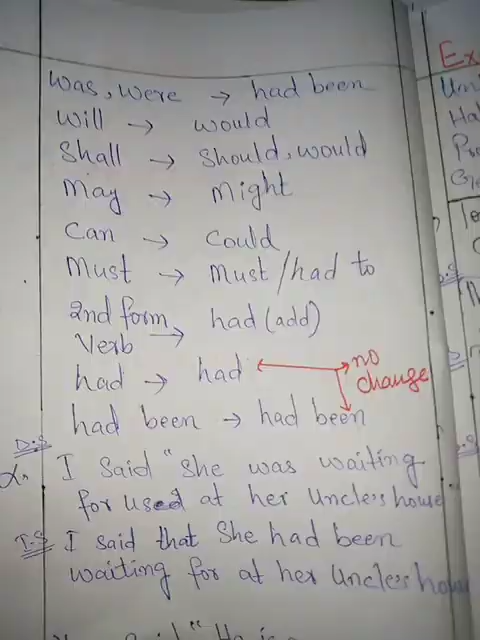 was, were → had been
will → would
Shall → should, would
May → might
Can → could
Must → Must / had to
2nd form had (add)
Verb →
had → had no
change
had been → had been
D.S
I said "She was waiting
for used at her Uncle's house
I.S I said that She had been
waiting for at her Uncle's hou
Ex